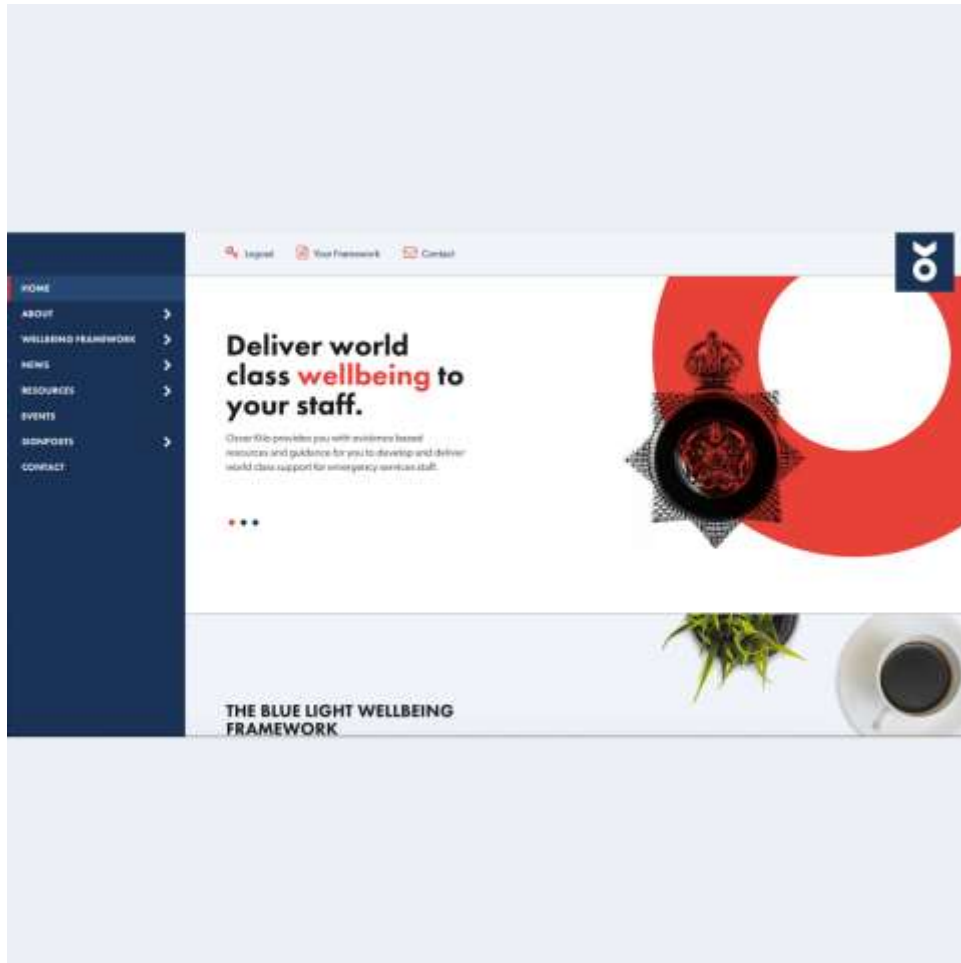 Logout Your Framework Contact
HOME
ABOUT
WELLBEING FRAMEWORK
NEWS
RESOURCES
EVENTS
SIGNPOSTS
CONTACT
Deliver world
class wellbeing to
your staff.
Oscar Kilo provides you with evidence based
resources and guidance for you to develop and deliver
world class support for emergency services staff.
THE BLUE LIGHT WELLBEING
FRAMEWORK